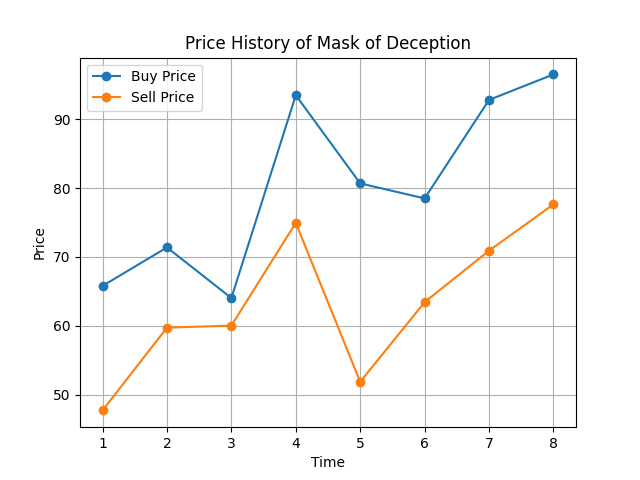 Price History of Mask of Deception
Buy Price
Sell Price
90
80
70
60
50
Price
1 2 3 4 5 6 7 8
Time